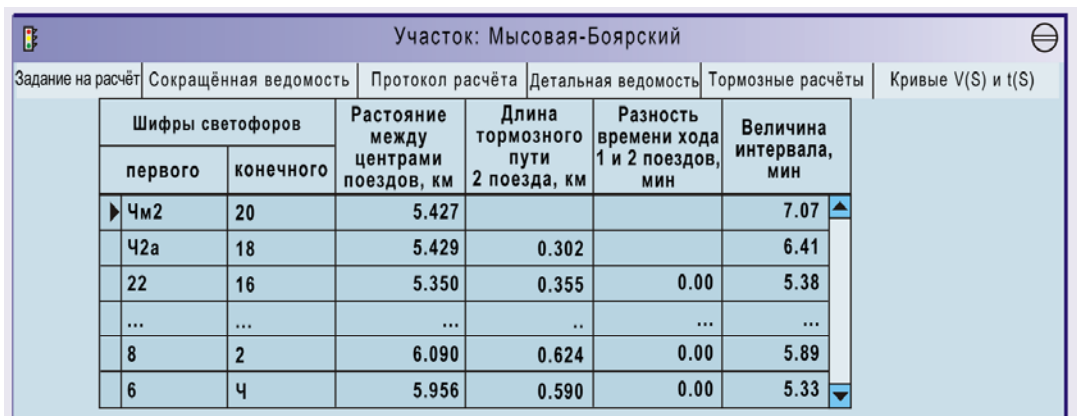 Участок: Мысовая-Боярский
Задание на расчёт Сокращённая ведомость Протокол расчёта Детальная ведомость Тормозные расчёты Кривые V(S) и t(S)
Шифры светофоров
первого конечного
Растояние
между
центрами
поездов, км
Длина
тормозного
пути
2 поезда, км
Разность
времени хода
1 и 2 поездов,
мин
Величина
интервала,
мин
Чм2 20 5.427 7.07
Ч2а 18 5.429 0.302 6.41
22 16 5.350 0.355 0.00 5.38
... ... ... .. ... ...
8 2 6.090 0.624 0.00 5.89
6 Ч 5.956 0.590 0.00 5.33